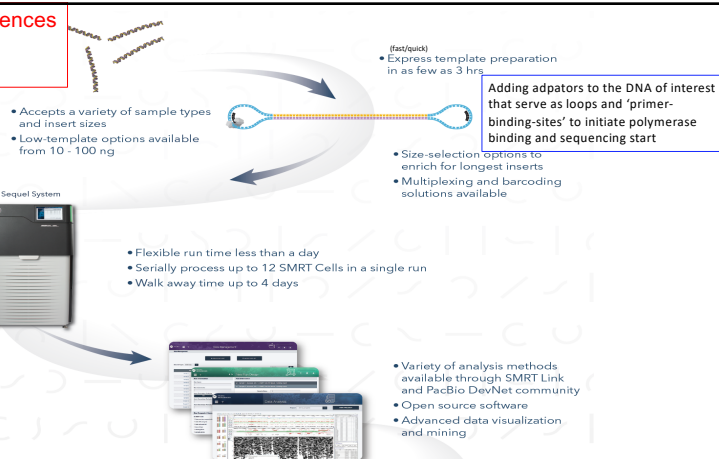 ences
(fast/quick)
• Express template preparation
in as few as 3 hrs
Adding adpators to the DNA of interest
that serve as loops and ‘primer-
binding-sites’ to initiate polymerase
binding and sequencing start
• Accepts a variety of sample types
and insert sizes
• Low-template options available
from 10 - 100 ng
• Size-selection options to
enrich for longest inserts
• Multiplexing and barcoding
solutions available
Sequel System
• Flexible run time less than a day
• Serially process up to 12 SMRT Cells in a single run
• Walk away time up to 4 days
• Variety of analysis methods
available through SMRT Link
and PacBio DevNet community
• Open source software
• Advanced data visualization
and mining